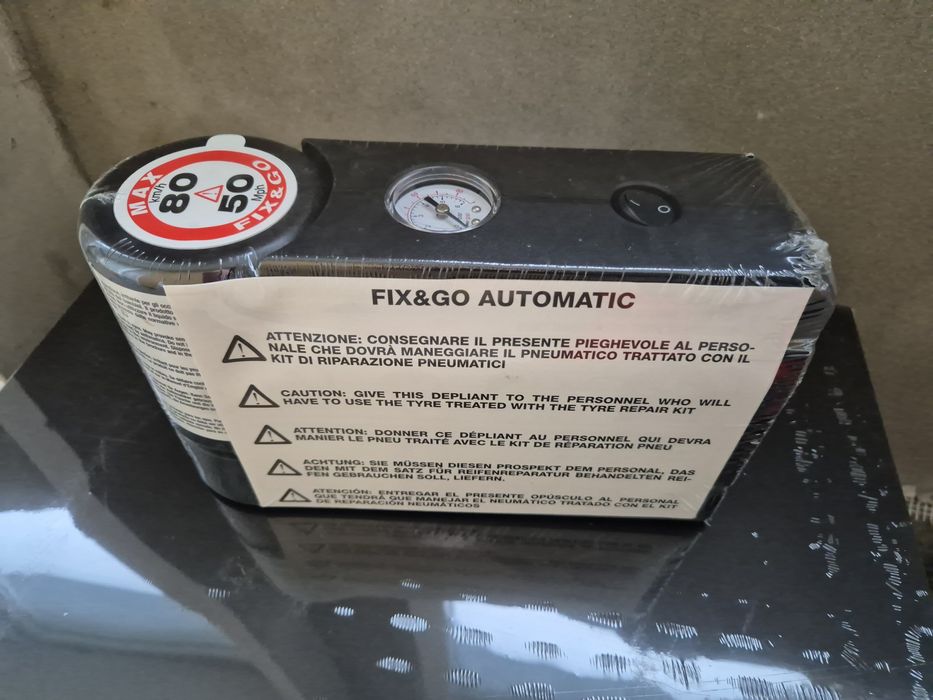 MAX
80
km/h
50
Mph
FIX&GO
FIX&GO AUTOMATIC
ATTENZIONE: CONSEGNARE IL PRESENTE PIEGHEVOLE AL PERSO-
NALE CHE DOVRÀ MANEGGIARE IL PNEUMATICO TRATTATO CON IL
KIT DI RIPARAZIONE PNEUMATICI
CAUTION: GIVE THIS DEPLIANT TO THE PERSONNEL WHO WILL
HAVE TO USE THE TYRE TREATED WITH THE TYRE REPAIR KIT
ATTENTION: DONNER CE DÉPLIANT AU PERSONNEL QUI DEVRA
MANIER LE PNEU TRAITÉ AVEC LE KIT DE RÉPARATION PNEU
ACHTUNG: SIE MÜSSEN DIESEN PROSPEKT DEM PERSONAL, DAS
DEN MIT DEM SATZ FÜR REIFENREPARATUR BEHANDELTEN REI-
FEN GEBRAUCHEN SOLL, LIEFERN.
ATENCIÓN: ENTREGAR EL PRESENTE OPÚSCULO AL PERSONAL
QUE TENDRÁ QUE MANEJAR EL NEUMÁTICO TRATADO CON EL KIT
DE REPARACIÓN NEUMÁTICOS